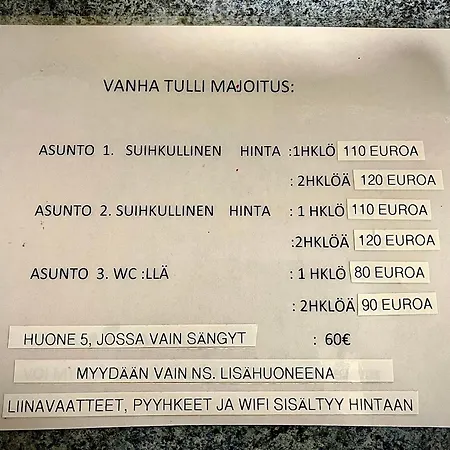 VANHA TULLI MAJOITUS:
ASUNTO 1. SUIHKULLINEN HINTA :1HKLÖ 110 EUROA
: 2HKLÖÄ 120 EUROA
ASUNTO 2. SUIHKULLINEN HINTA : 1 HKLÖ 110 EUROA
:2HKLÖÄ 120 EUROA
ASUNTO 3. WC :LLÄ : 1 HKLÖ 80 EUROA
: 2HKLÖÄ 90 EUROA
HUONE 5, JOSSA VAIN SÄNGYT : 60€
MYYDÄÄN VAIN NS. LISÄHUONEENA
LIINAVAATTEET, PYYHKEET JA WIFI SISÄLTYY HINTAAN